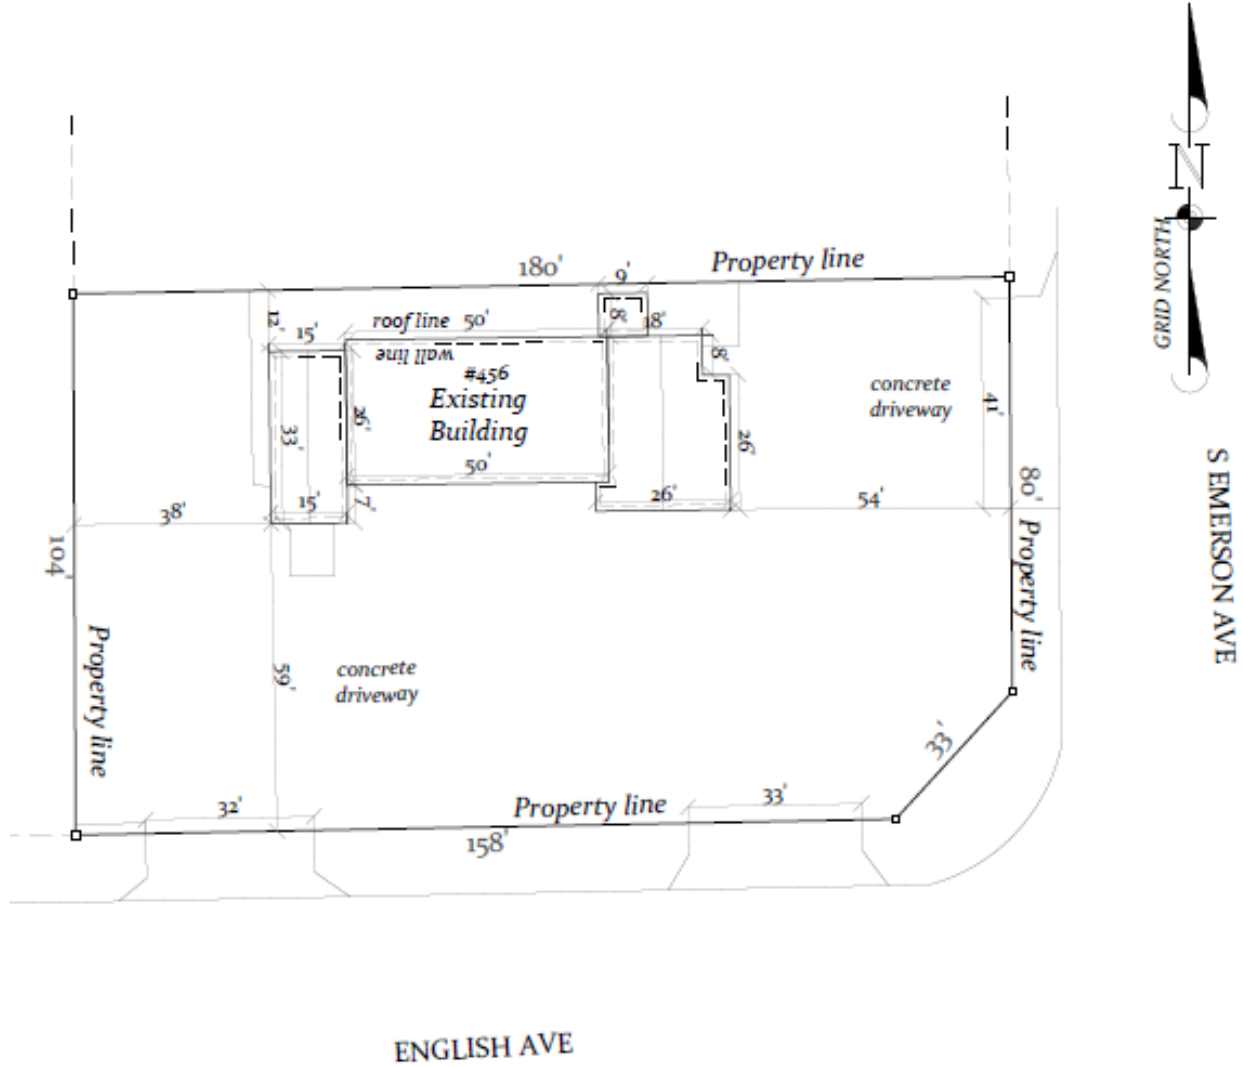 N
GRID NORTH
180'
9'
Property line
12'
15'
roof line 50'
8'
18'
wall line
8'
#456
Existing
Building
concrete
driveway
41'
33'
26'
26'
50'
80'
S EMERSON AVE
15'
7'
26'
54'
38'
104'
Property line
Property line
59'
concrete
driveway
33'
32'
Property line
33'
158'
ENGLISH AVE